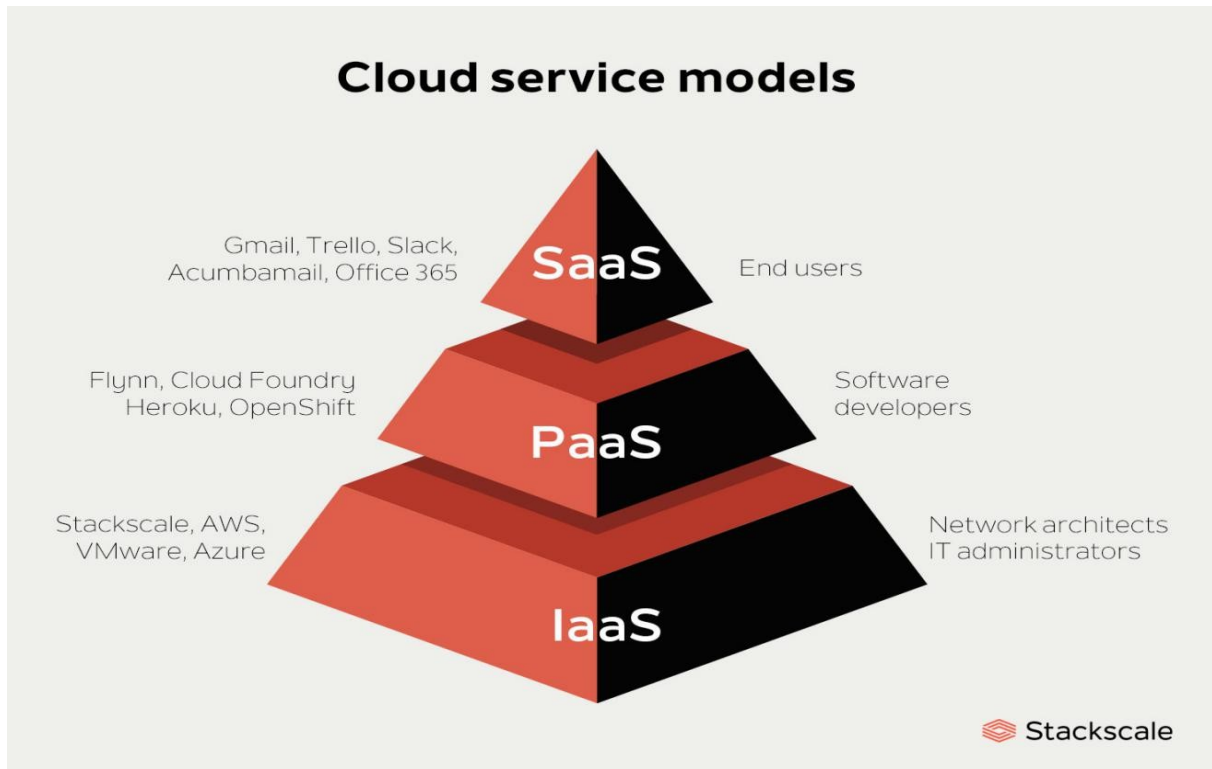 Cloud service models
Gmail, Trello, Slack,
Acumbamail, Office 365
SaaS
End users
Flynn, Cloud Foundry
Heroku, OpenShift
PaaS
Software
developers
Stackscale, AWS,
VMware, Azure
IaaS
Network architects
IT administrators
Stackscale